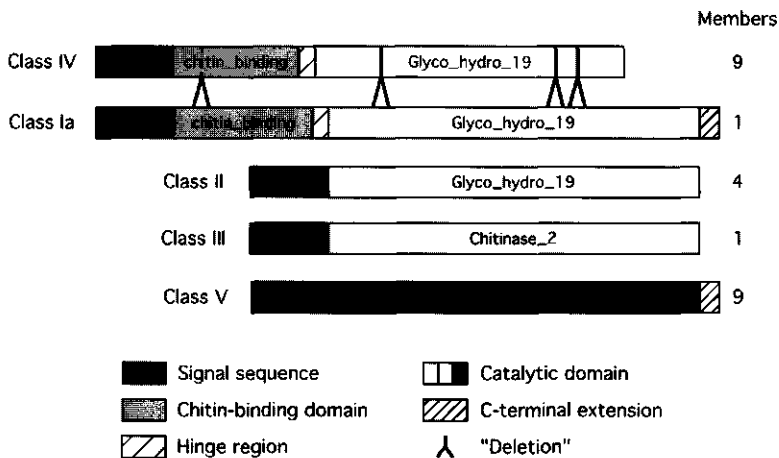 Members
Class IV chitin_binding Glyco_hydro_19 9
Class Ia chitin_binding Glyco_hydro_19 1
Class II Glyco_hydro_19 4
Class III Chitinase_2 1
Class V 9
Signal sequence Catalytic domain
Chitin-binding domain C-terminal extension
Hinge region "Deletion"